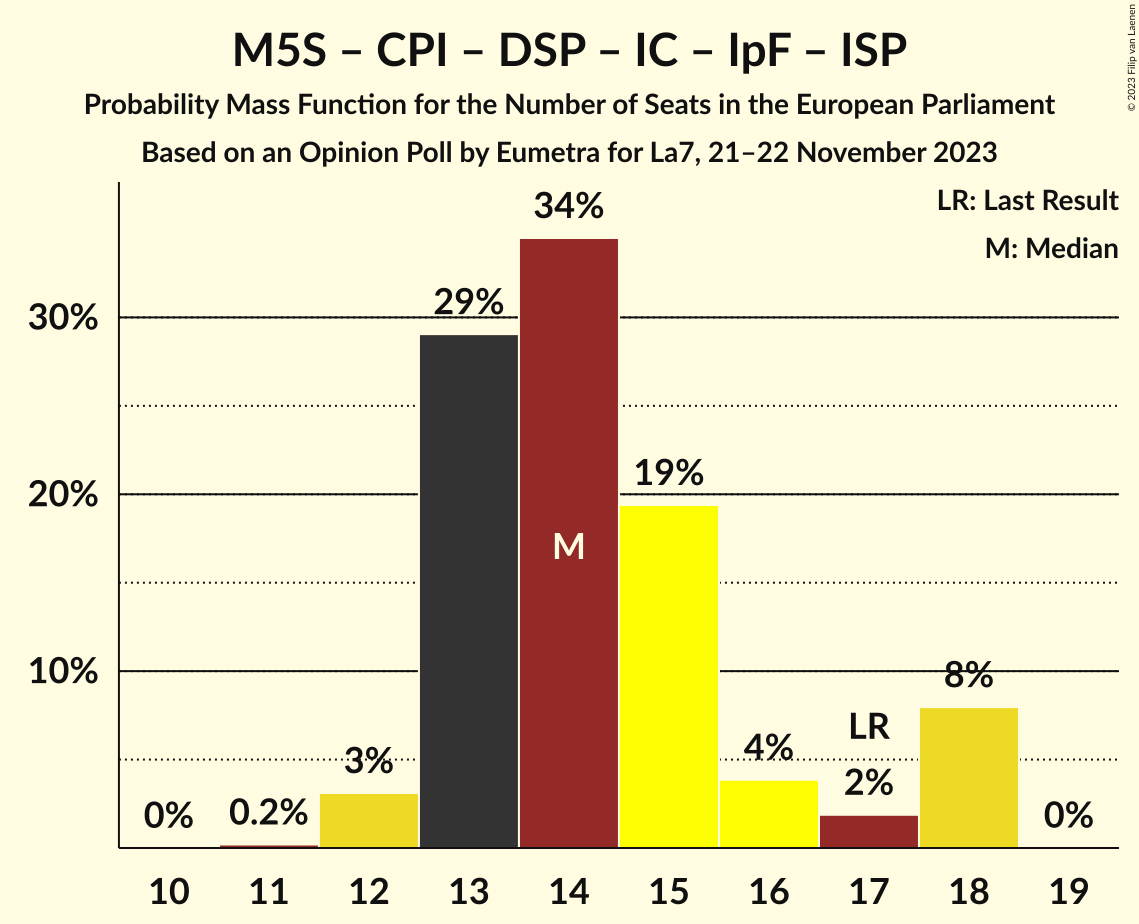 M5S – CPI – DSP – IC – IpF – ISP
Probability Mass Function for the Number of Seats in the European Parliament
Based on an Opinion Poll by Eumetra for La7, 21–22 November 2023
© 2023 Filip van Laenen
LR: Last Result
M: Median
34%
29%
30%
19%
20%
M
10%
8%
LR
4%
3%
2%
0%
0.2%
0%
10 11 12 13 14 15 16 17 18 19